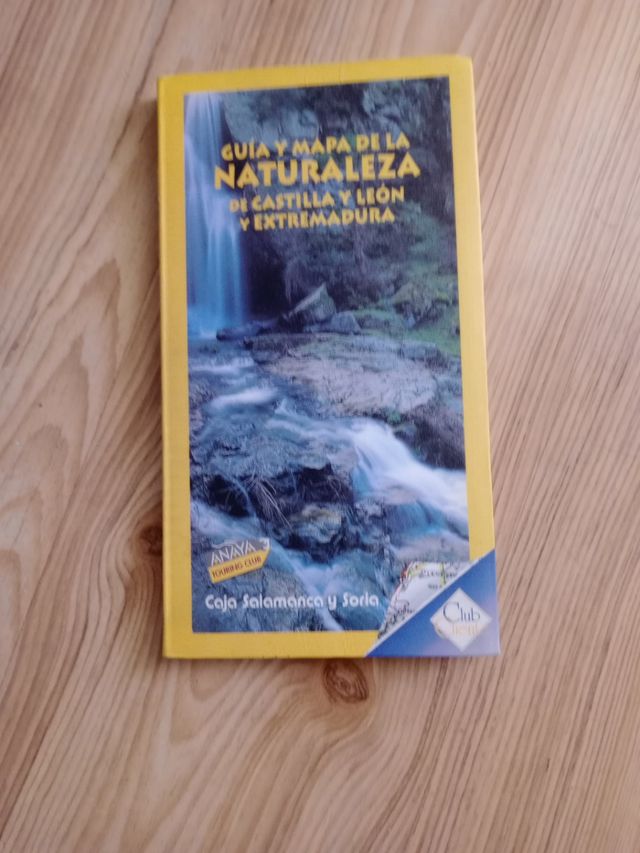 GUÍA Y MAPA DE LA
NATURALEZA
DE CASTILLA Y LEÓN
Y EXTREMADURA
ANAYA
TOURING CLUB
Caja Salamanca y Soria
Club